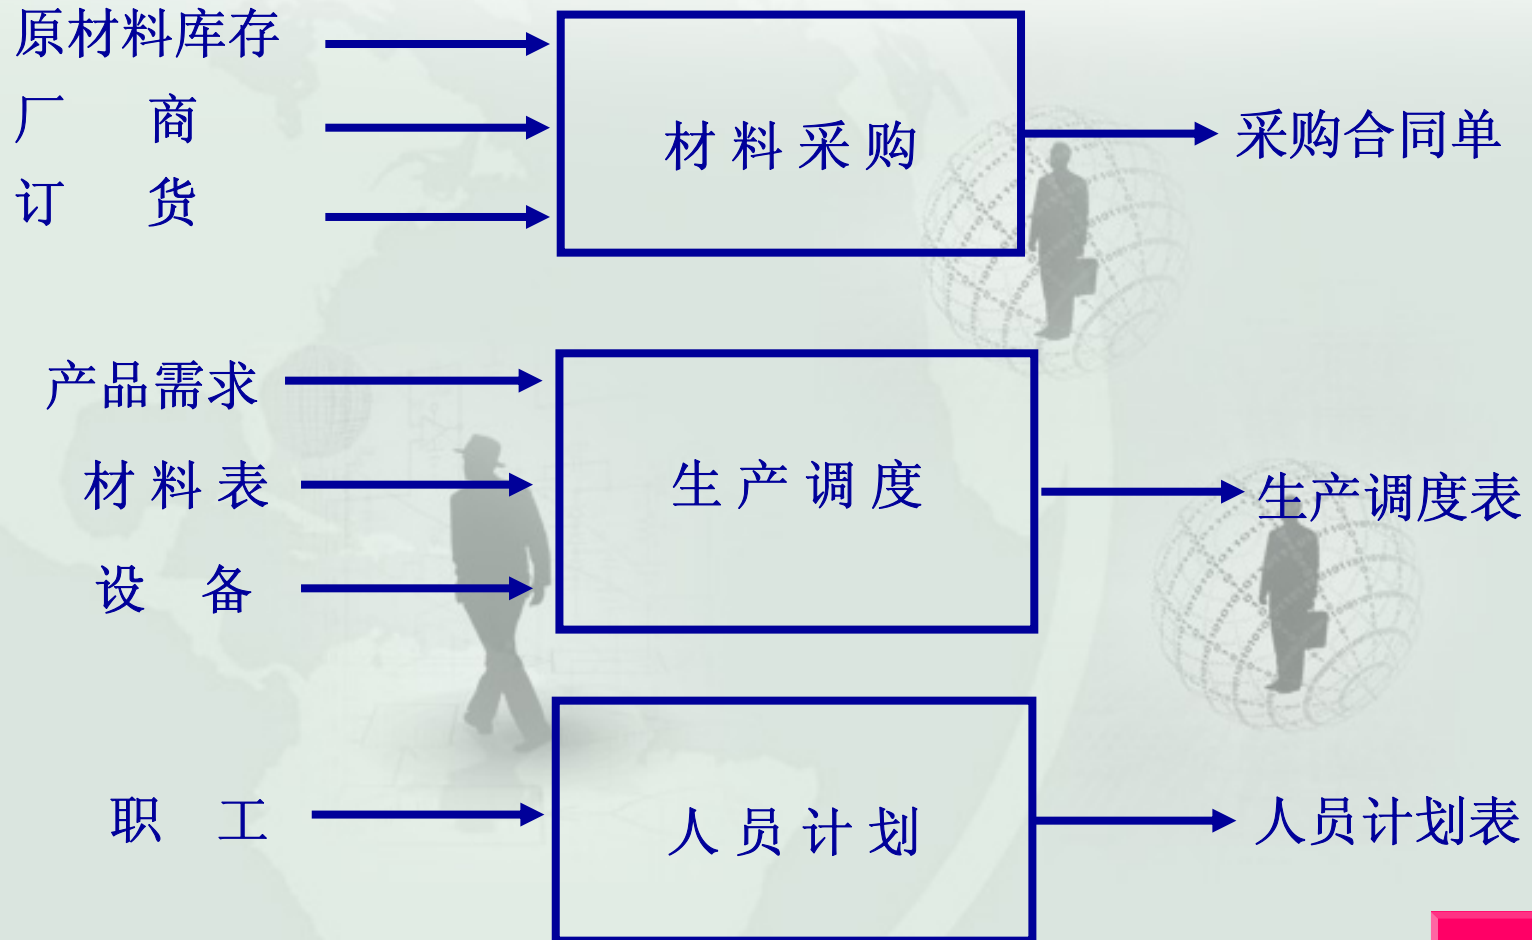 原材料库存
厂 商
订 货
材料采购
采购合同单
产品需求
材料表
设 备
生产调度
生产调度表
职 工
人员计划
人员计划表